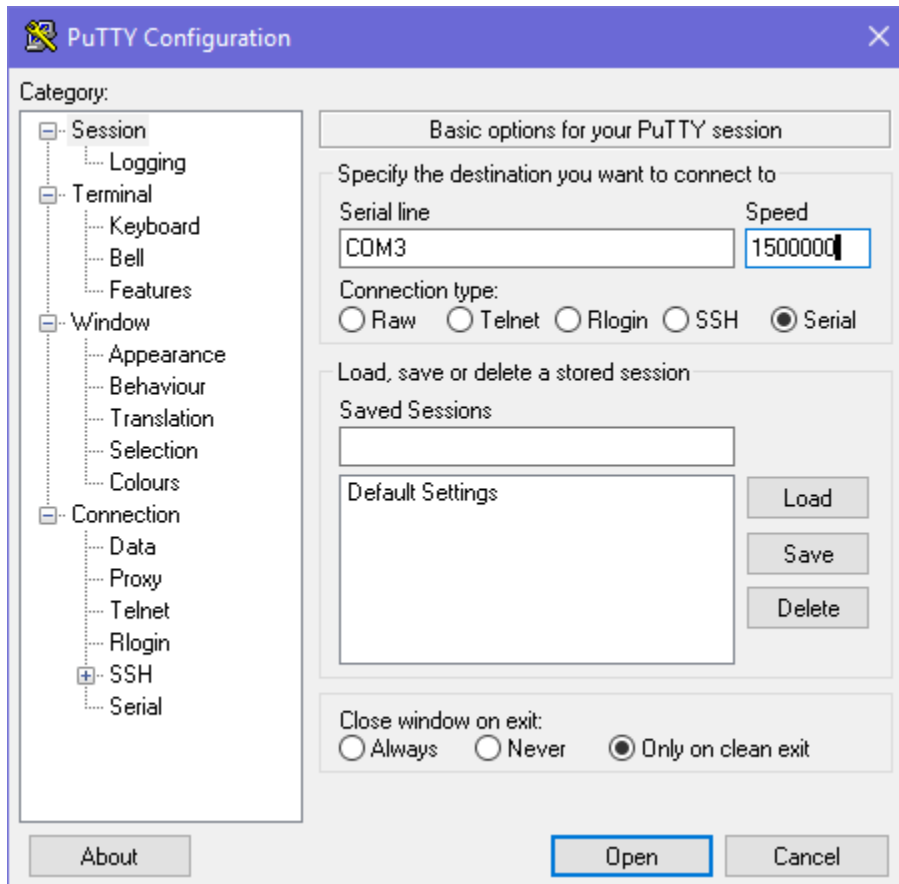 PuTTY Configuration
Category:
Session
Logging
Terminal
Keyboard
Bell
Features
Window
Appearance
Behaviour
Translation
Selection
Colours
Connection
Data
Proxy
Telnet
Rlogin
SSH
Serial
Basic options for your PuTTY session
Specify the destination you want to connect to
Serial line Speed
COM3 1500000
Connection type:
Raw Telnet Rlogin SSH Serial
Load, save or delete a stored session
Saved Sessions
Default Settings
Load
Save
Delete
Close window on exit:
Always Never Only on clean exit
About Open Cancel